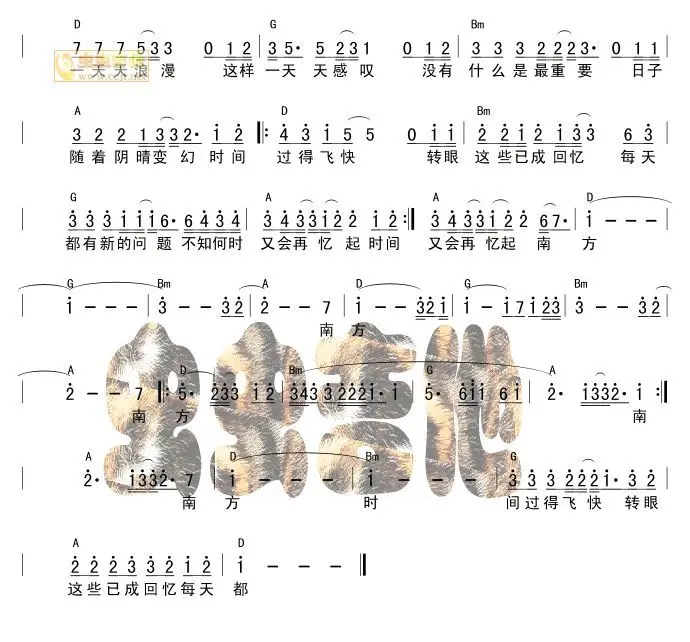 D G Bm
7 7 7 5 3 3 0 1 2 | 3 5· 5 2 3 1 0 1 2 | 3 3 3 2 2 2 3· 0 1 1
一天天浪漫 这样一天 天感叹 没有什么是最重要 日子
A D Bm
3 2 2 1 3 3 2· 1 2 ‖: 4 3 1 5 5 0 1 1 | 2 2 1 2 1 3 3 6 3
随着阴晴变幻时间 过得飞快 转眼这些已成回忆 每天
G A A D
3 3 3 1 1 1 6· 6 4 3 4 | 3 4 3 3 1 2 2 1 2 :‖ 3 4 3 3 1 2 2 6 7· | 1 – – –
都有新的问题 不知何时又会再忆起时间 又会再忆起 南方
G Bm A D G Bm
1 – – – | 3 – – 3 2 | 2 – – 7 | 1 – – 3 2 1 | 1 – 1 7 1 2 3 | 3 – – 3 2
南方
A D Bm G A
2 – – 7 ‖: 5· 2 3 3 1 2 | 3 4 3 3 2 2 2 1· 1 | 5· 6 1 1 6 1 | 2· 1 3 3 2· 1 :‖
南方 南
A D Bm G
2· 1 3 3 2· 7 | 1 – – – | 1 – – – | 3 3 3 2 2 2 1· 3 2
南方 时 间过得飞快 转眼
A D
2 2 2 3 3 2 1 2 | 1 – – – ‖
这些已成回忆每天都